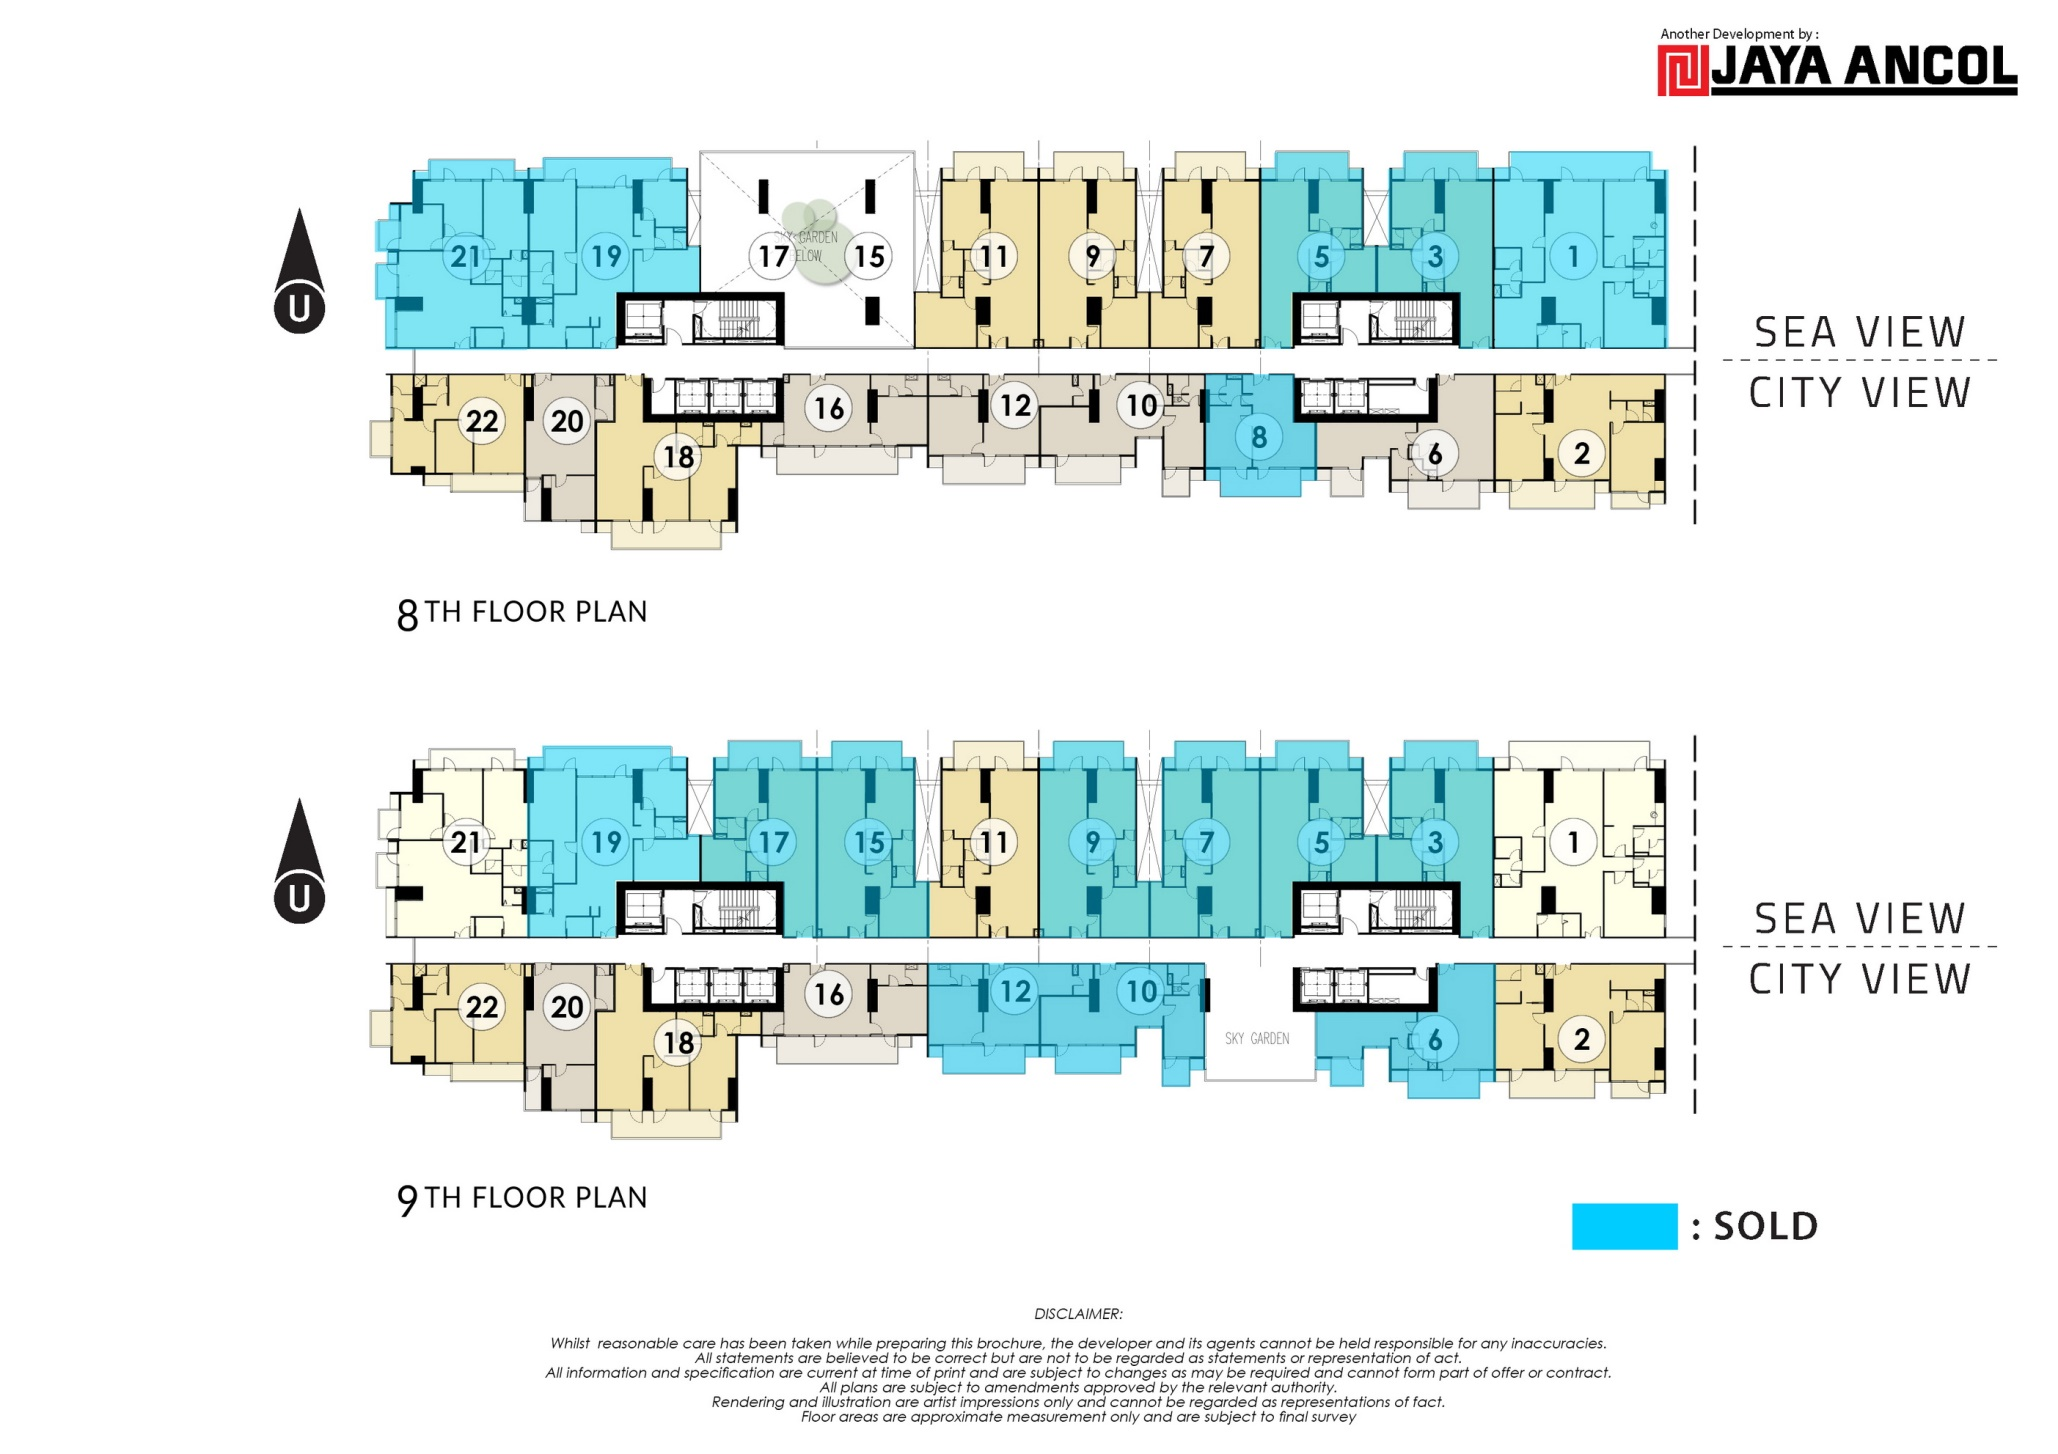 Another Development by :
JAYA ANCOL
21 19 17 15 11 9 7 5 3 1
SKY GARDEN
BELOW
U
SEA VIEW
CITY VIEW
22 20 18 16 12 10 8 6 2
8TH FLOOR PLAN
21 19 17 15 11 9 7 5 3 1
U
SEA VIEW
CITY VIEW
22 20 18 16 12 10 6 2
SKY GARDEN
9TH FLOOR PLAN
: SOLD
DISCLAIMER:
Whilst reasonable care has been taken while preparing this brochure, the developer and its agents cannot be held responsible for any inaccuracies.
All statements are believed to be correct but are not to be regarded as statements or representation of act.
All information and specification are current at time of print and are subject to changes as may be required and cannot form part of offer or contract.
All plans are subject to amendments approved by the relevant authority.
Rendering and illustration are artist impressions only and cannot be regarded as representations of fact.
Floor areas are approximate measurement only and are subject to final survey